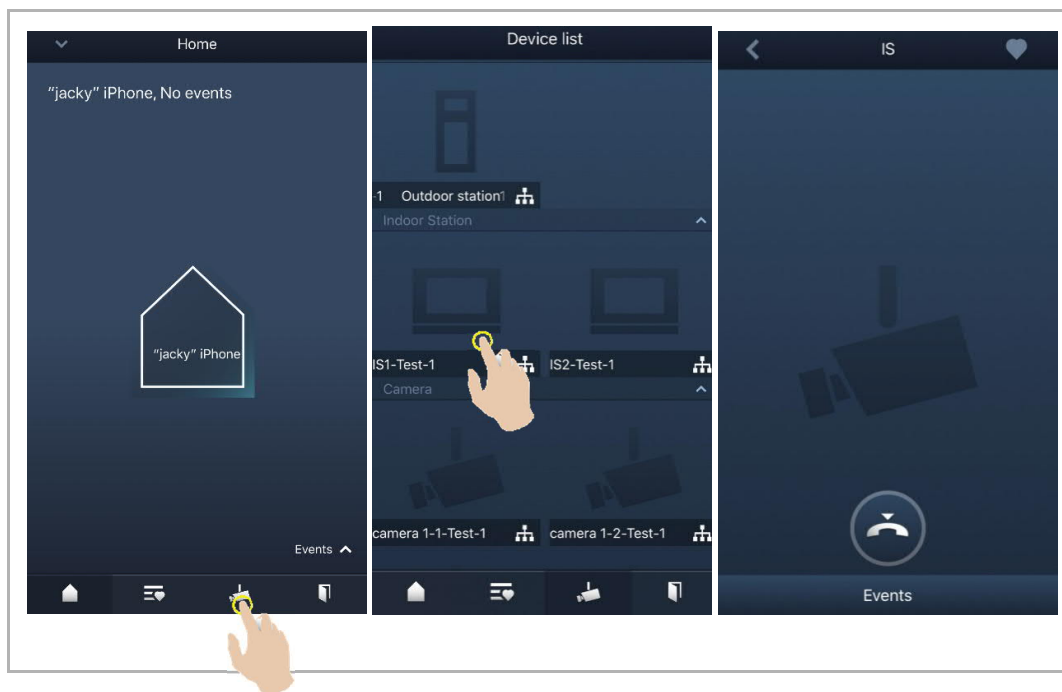 Home
"jacky" iPhone, No events
"jacky" iPhone
Events
Device list
-1 Outdoor station1
Indoor Station
IS1-Test-1
IS2-Test-1
Camera
camera 1-1-Test-1
camera 1-2-Test-1
IS
Events